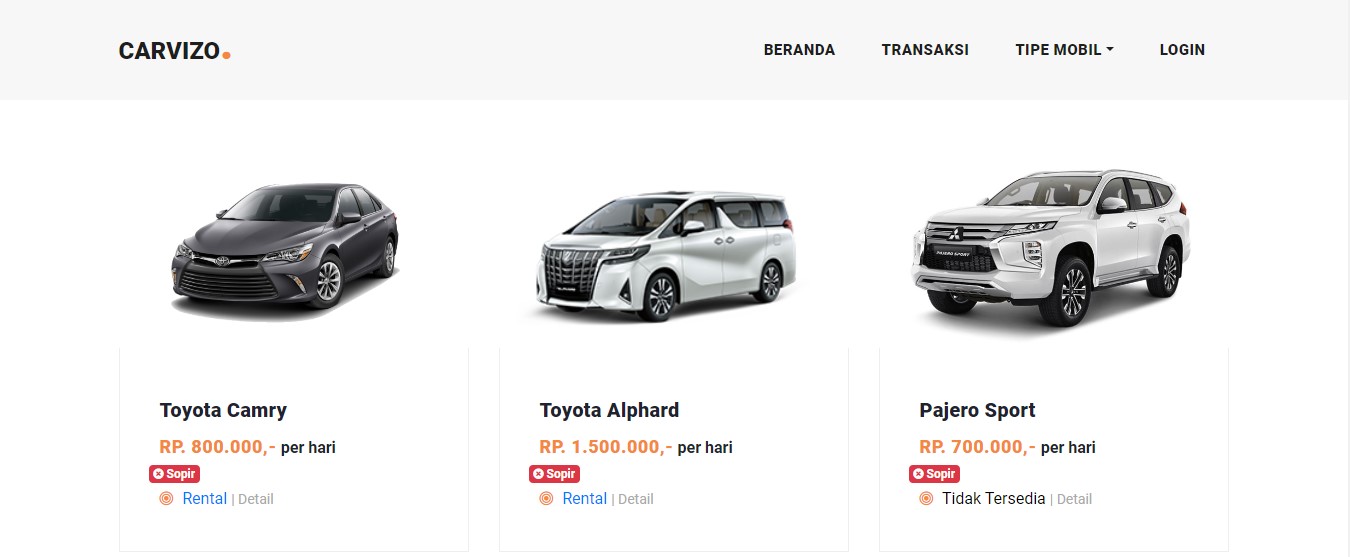 CARVIZO.
BERANDA TRANSAKSI TIPE MOBIL LOGIN
PAJERO SPORT
Toyota Camry
RP. 800.000,- per hari
Sopir
Rental | Detail
Toyota Alphard
RP. 1.500.000,- per hari
Sopir
Rental | Detail
Pajero Sport
RP. 700.000,- per hari
Sopir
Tidak Tersedia | Detail